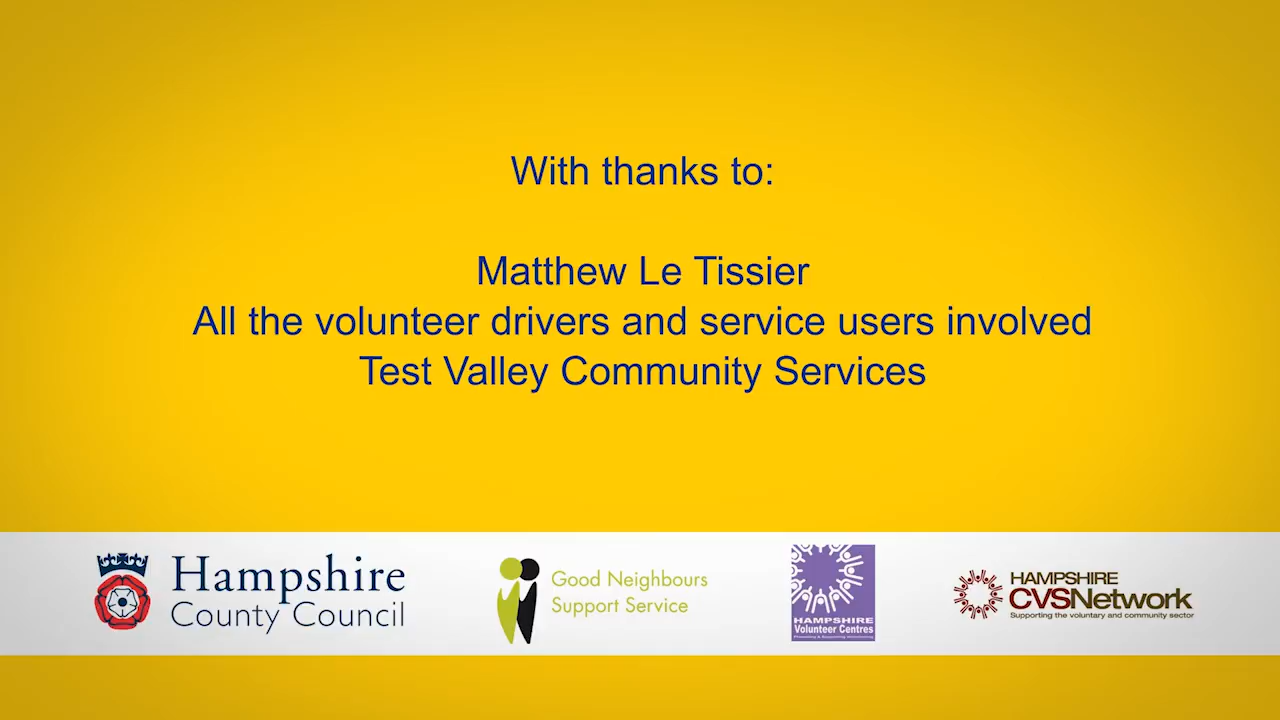 With thanks to:
Matthew Le Tissier
All the volunteer drivers and service users involved
Test Valley Community Services
Hampshire
County Council
Good Neighbours
Support Service
HAMPSHIRE
Volunteer Centres
HAMPSHIRE
CVSNetwork
Supporting the voluntary and community sector